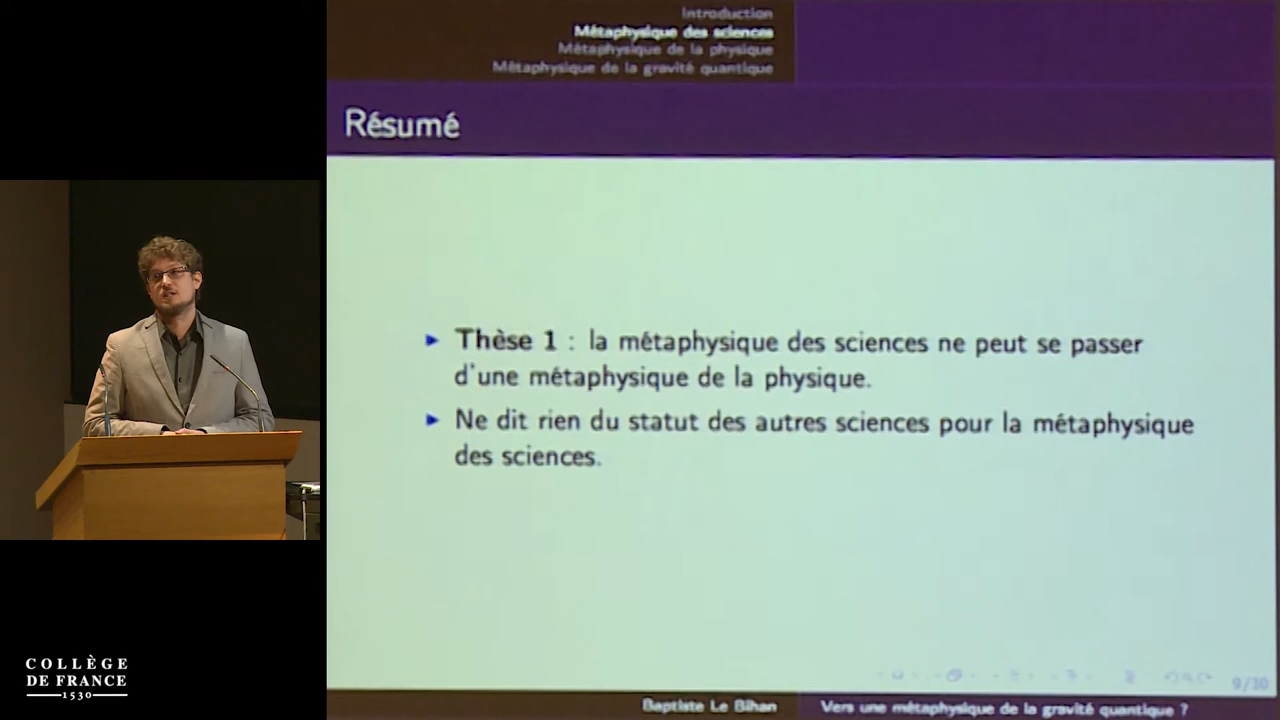 Introduction
Métaphysique des sciences
Métaphysique de la physique
Métaphysique de la gravité quantique
Résumé
Thèse 1 : la métaphysique des sciences ne peut se passer
d'une métaphysique de la physique.
Ne dit rien du statut des autres sciences pour la métaphysique
des sciences.
9/30
Baptiste Le Bihan
Vers une métaphysique de la gravité quantique ?
COLLÈGE
DE FRANCE
1530